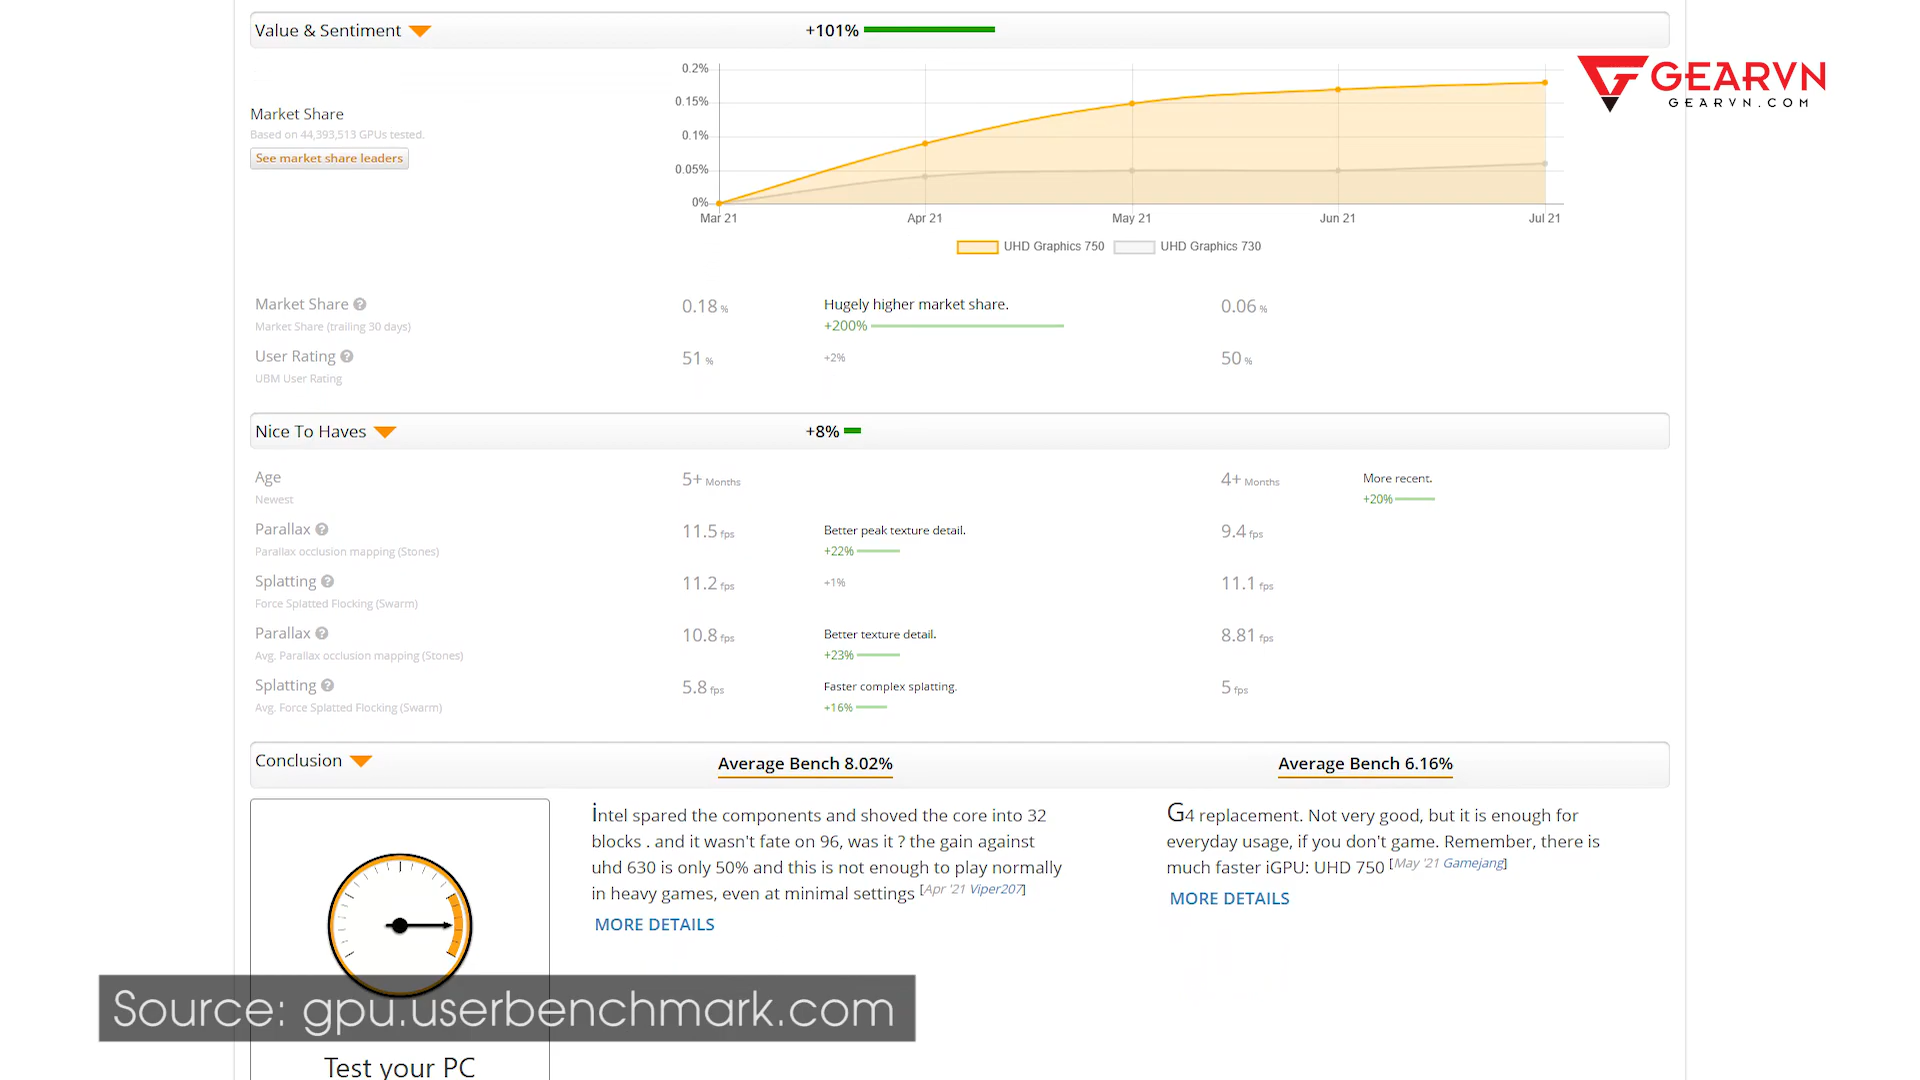 Value & Sentiment
+101%
GEARVN
GEARVN.COM
Market Share
Based on 44,393,513 GPUs tested.
See market share leaders
0.2%
0.15%
0.1%
0.05%
0%
Mar 21 Apr 21 May 21 Jun 21 Jul 21
UHD Graphics 750 UHD Graphics 730
Market Share 0.18 % Hugely higher market share. 0.06 %
Market Share (trailing 30 days) +200%
User Rating 51 % +2% 50 %
UBM User Rating
Nice To Haves +8%
Age 5+ Months 4+ Months More recent.
Newest +20%
Parallax 11.5 fps Better peak texture detail. 9.4 fps
Parallax occlusion mapping (Stones) +22%
Splatting 11.2 fps +1% 11.1 fps
Force Splatted Flocking (Swarm)
Parallax 10.8 fps Better texture detail. 8.81 fps
Avg. Parallax occlusion mapping (Stones) +23%
Splatting 5.8 fps Faster complex splatting. 5 fps
Avg. Force Splatted Flocking (Swarm) +16%
Conclusion Average Bench 8.02% Average Bench 6.16%
intel spared the components and shoved the core into 32
blocks . and it wasn't fate on 96, was it ? the gain against
uhd 630 is only 50% and this is not enough to play normally
in heavy games, even at minimal settings [Apr '21 Viper207]
MORE DETAILS
G4 replacement. Not very good, but it is enough for
everyday usage, if you don't game. Remember, there is
much faster iGPU: UHD 750 [May '21 Gamejang]
MORE DETAILS
Source: gpu.userbenchmark.com
Test your PC